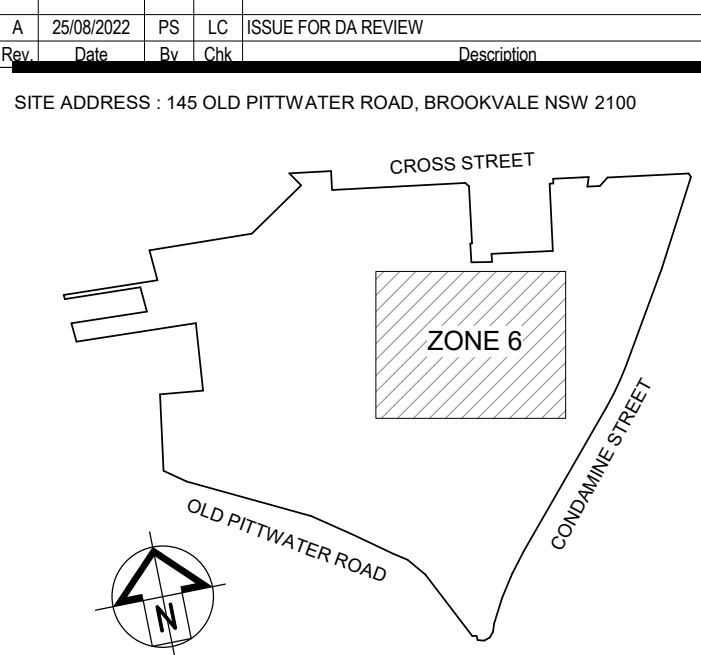 A 25/08/2022 PS LC ISSUE FOR DA REVIEW
Rev. Date By Chk Description
SITE ADDRESS : 145 OLD PITTWATER ROAD, BROOKVALE NSW 2100
CROSS STREET
ZONE 6
CONDAMINE STREET
OLD PITTWATER ROAD
N